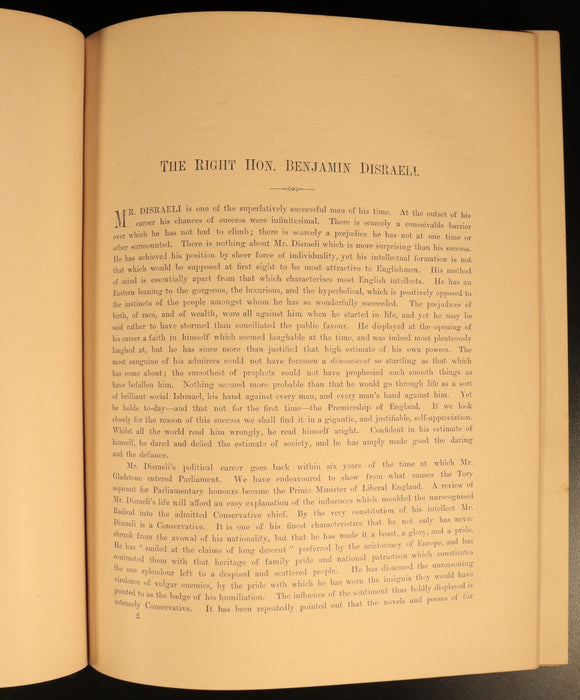 THE RIGHT HON. BENJAMIN DISRAELI.
MR. DISRAELI is one of the superlatively successful men of his time. At the outset of his
career his chances of success were infinitesimal. There is scarcely a conceivable barrier
over which he has not had to climb; there is scarcely a prejudice he has not at one time or
other surmounted. There is nothing about Mr. Disraeli which is more surprising than his success.
He has achieved his position by sheer force of individuality, yet his intellectual formation is not
that which would be supposed at first sight to be most attractive to Englishmen. His method
of mind is essentially apart from that which characterises most English intellects. He has an
Eastern leaning to the gorgeous, the luxurious, and the hyperbolical, which is positively opposed to
the instincts of the people amongst whom he has so wonderfully succeeded. The prejudices of
birth, of race, and of wealth, were all against him when he started in life, and yet he may be
said rather to have stormed than conciliated the public favour. He displayed at the opening of
his career a faith in himself which seemed laughable at the time, and was indeed most plenteously
laughed at, but he has since more than justified that high estimate of his own powers. The
most sanguine of his admirers could not have foreseen a dénouement so startling as that which
has come about; the smoothest of prophets could not have prophesied such smooth things as
have befallen him. Nothing seemed more probable than that he would go through life as a sort
of brilliant social Ishmael, his hand against every man, and every man's hand against him. Yet
he holds to-day—and that not for the first time—the Premiership of England. If we look
closely for the reason of this success we shall find it in a gigantic, and justifiable, self-appreciation.
Whilst all the world read him wrongly, he read himself aright. Confident in his estimate of
himself, he dared and defied the estimate of society, and he has amply made good the daring
and the defiance.
Mr. Disraeli's political career goes back within six years of the time at which Mr.
Gladstone entered Parliament. We have endeavoured to show from what causes the Tory
aspirant for Parliamentary honours became the Prime Minister of Liberal England. A review of
Mr. Disraeli's life will afford an easy explanation of the influences which moulded the unrecognised
Radical into the admitted Conservative chief. By the very constitution of his intellect Mr.
Disraeli is a Conservative. It is one of his finest characteristics that he not only has never
shrunk from the avowal of his nationality, but that he has made it a boast, a glory, and a pride.
He has "smiled at the claims of long descent" preferred by the aristocracy of Europe, and has
contrasted them with that heritage of family pride and national patriotism which constitutes
the one splendour left to a despised and scattered people. He has disarmed the unreasoning
virulence of vulgar enemies, by the pride with which he has worn the insignia they would have
pointed to as the badge of his humiliation. The influence of the sentiment thus boldly displayed is
intensely Conservative. It has been repeatedly pointed out that the novels and poems of Sir
2